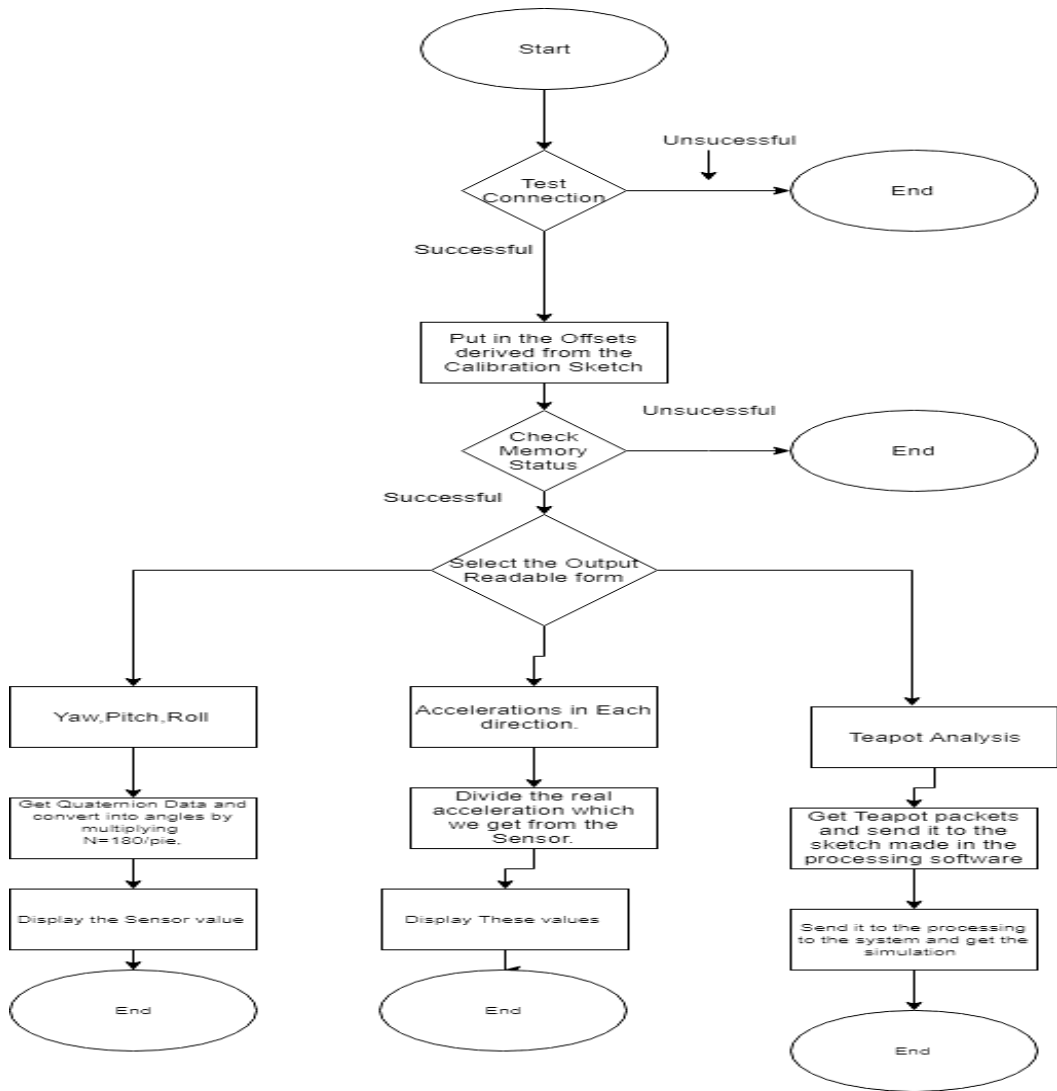 Start
Unsucessful
Test
Connection
End
Successful
Put in the Offsets
derived from the
Calibration Sketch
Unsucessful
Check
Memory
Status
End
Successful
Select the Output
Readable form
Yaw,Pitch,Roll
Get Quaternion Data and
convert into angles by
multiplying
N=180/pie.
Display the Sensor value
End
Accelerations in Each
direction.
Divide the real
acceleration which
we get from the
Sensor.
Display These values
End
Teapot Analysis
Get Teapot packets
and send it to the
sketch made in the
processing software
Send it to the processing
to the system and get the
simulation
End